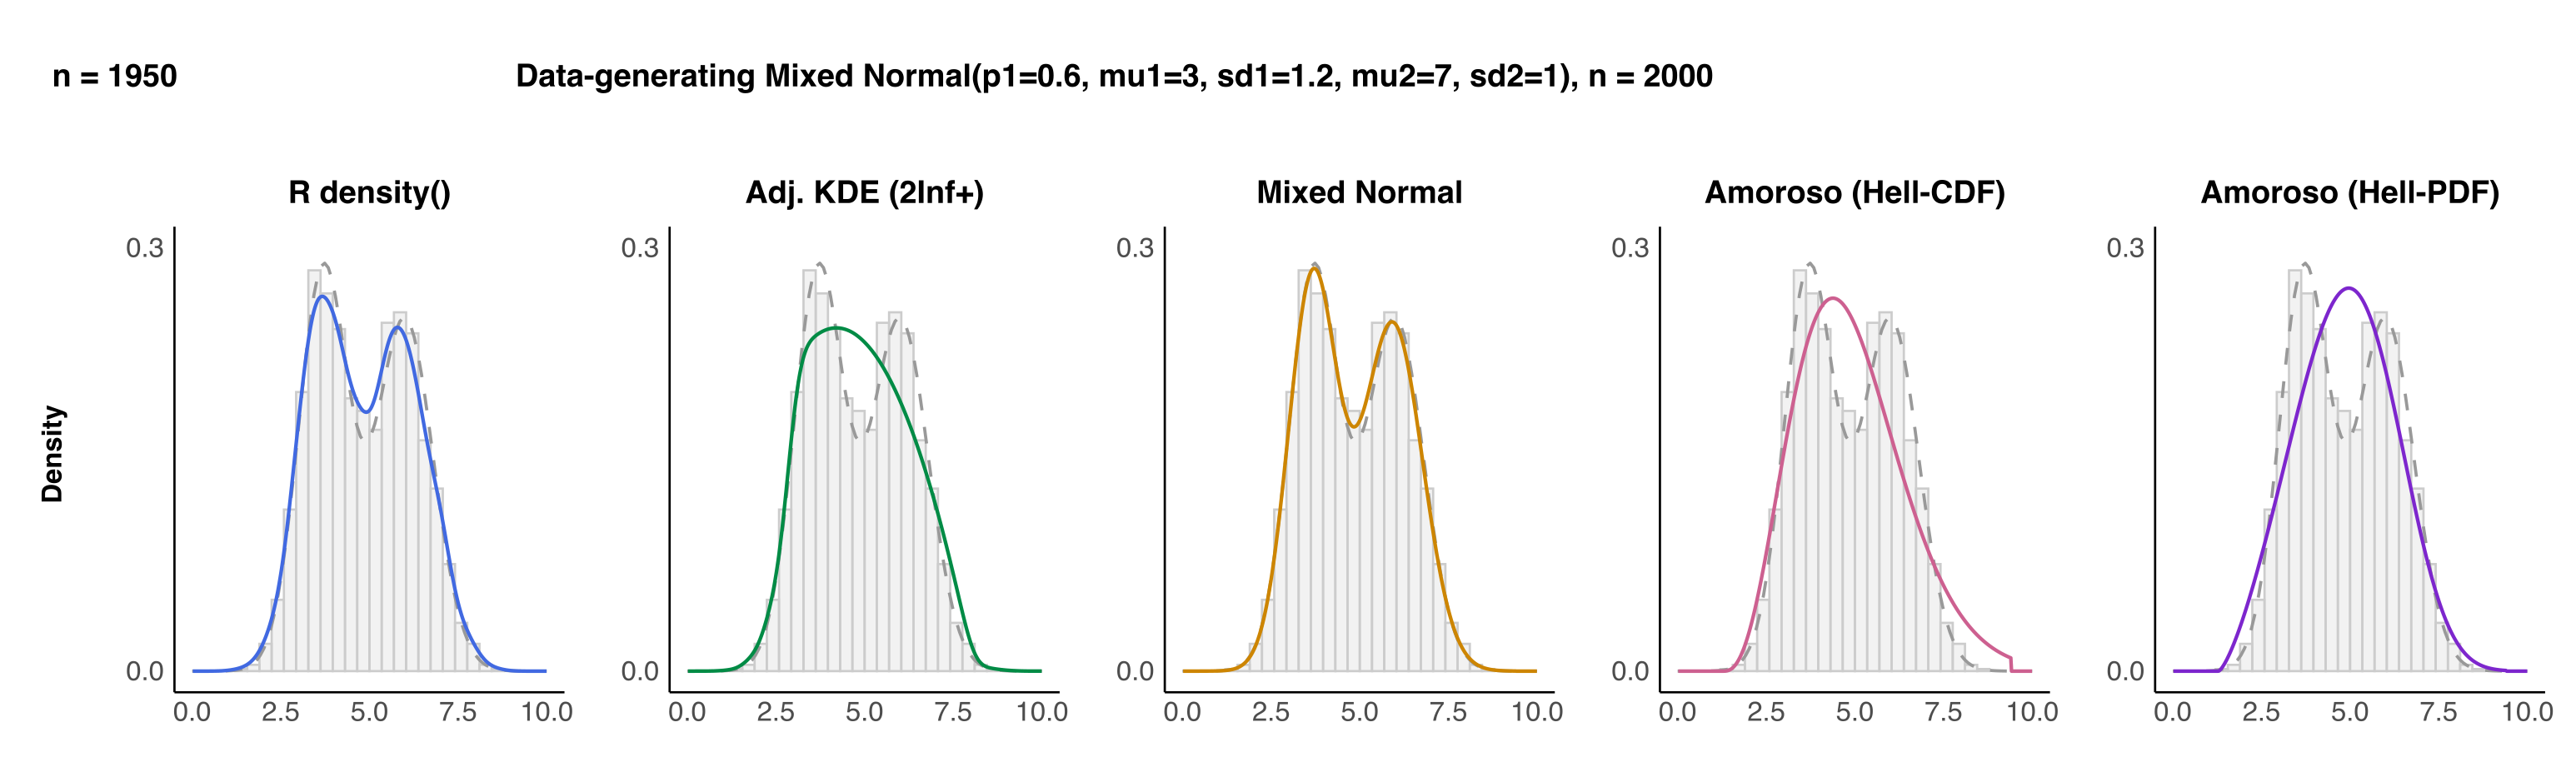 n = 1950
Data-generating Mixed Normal(p1=0.6, mu1=3, sd1=1.2, mu2=7, sd2=1), n = 2000
R density()
Adj. KDE (2Inf+)
Mixed Normal
Amoroso (Hell-CDF)
Amoroso (Hell-PDF)
Density
0.3
0.0
0.0 2.5 5.0 7.5 10.0
0.3
0.0
0.0 2.5 5.0 7.5 10.0
0.3
0.0
0.0 2.5 5.0 7.5 10.0
0.3
0.0
0.0 2.5 5.0 7.5 10.0
0.3
0.0
0.0 2.5 5.0 7.5 10.0